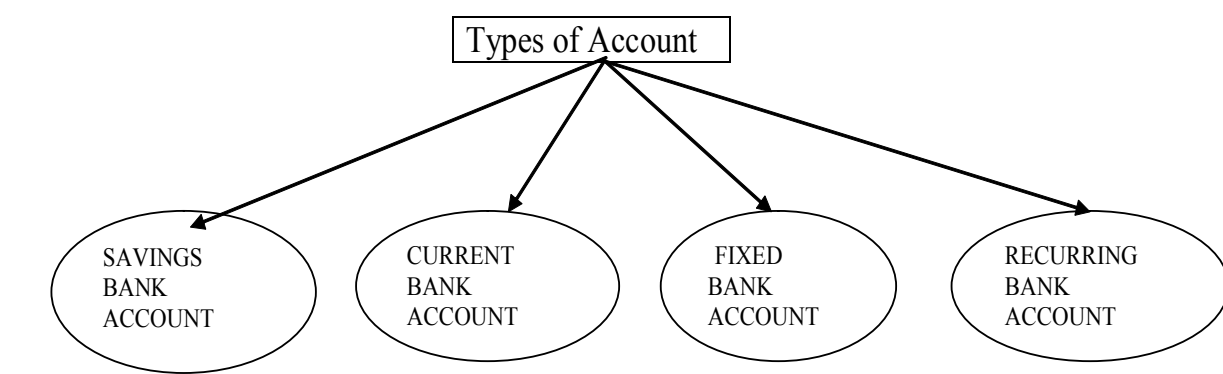 Types of Account
SAVINGS
BANK
ACCOUNT
CURRENT
BANK
ACCOUNT
FIXED
BANK
ACCOUNT
RECURRING
BANK
ACCOUNT